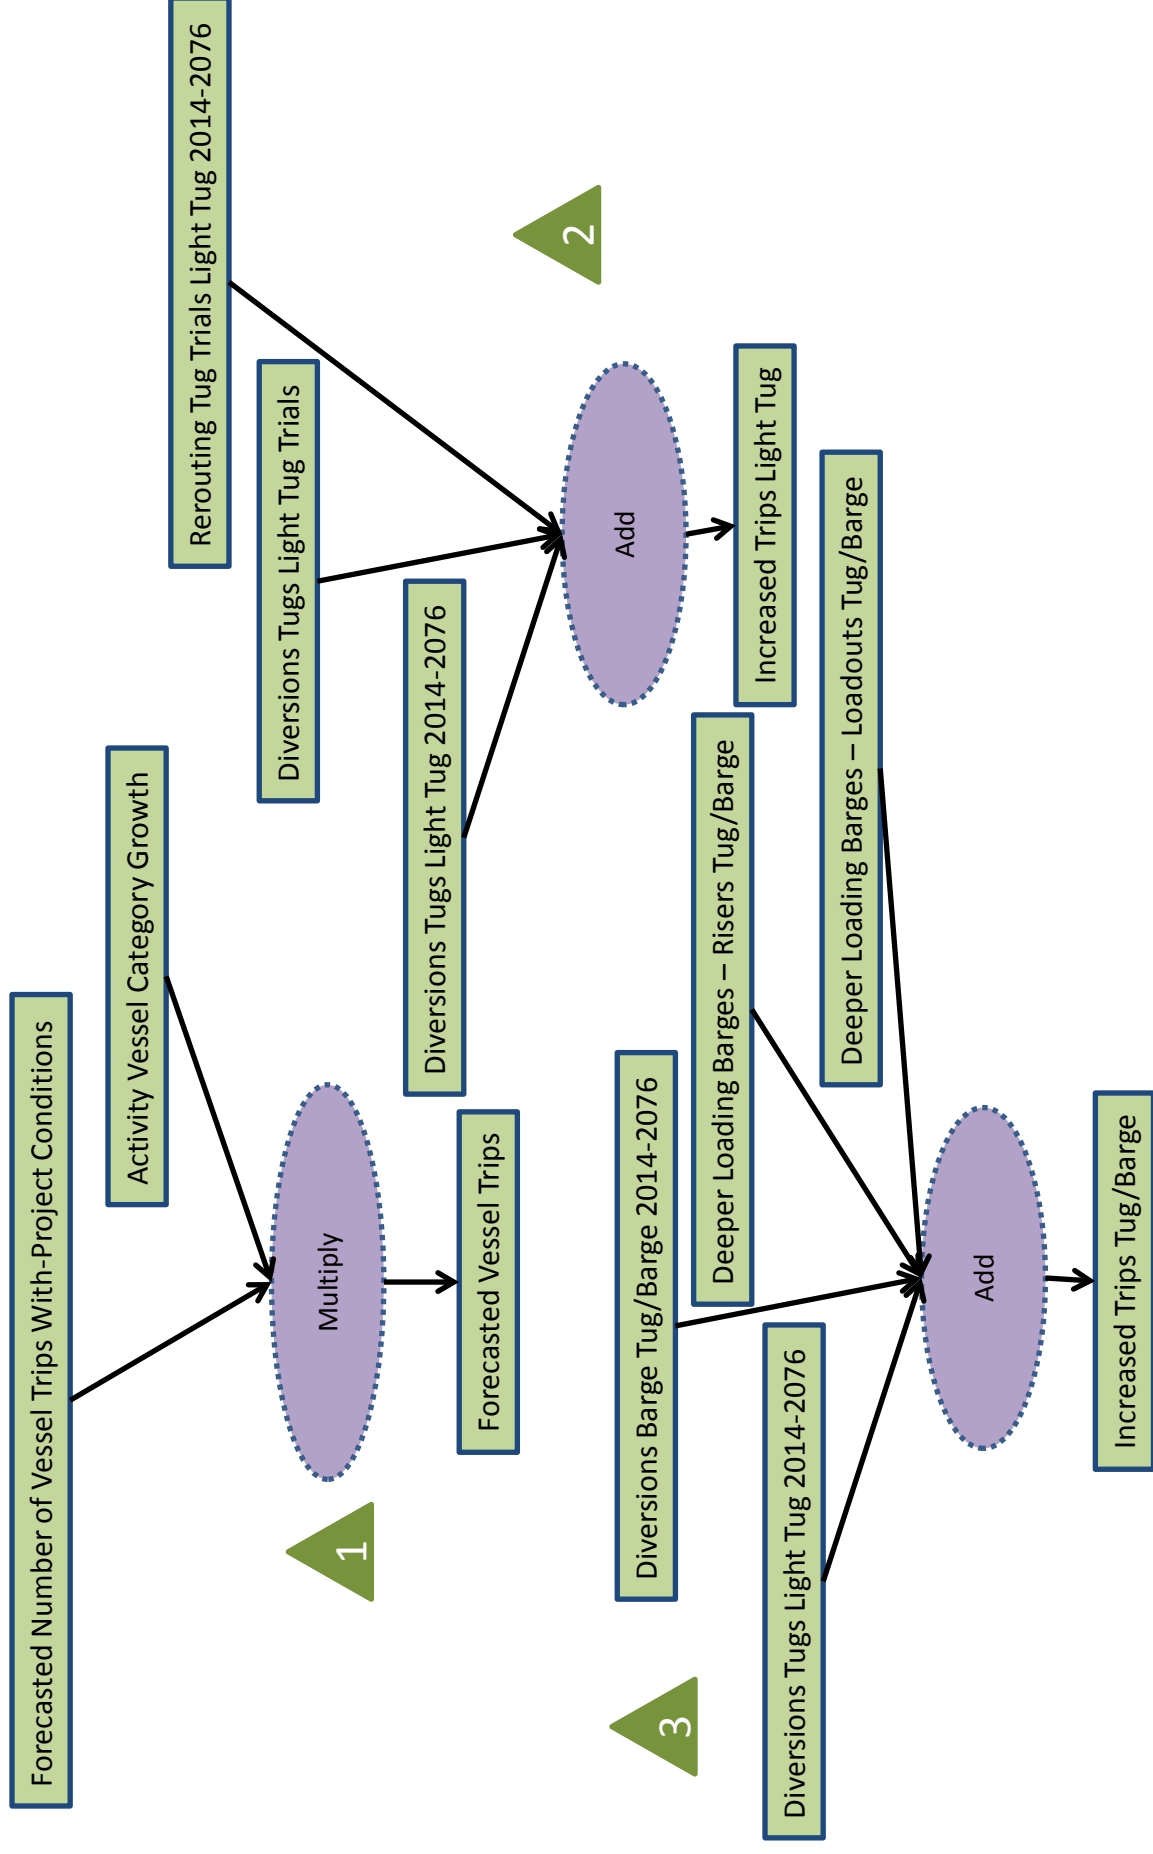 Forecasted Number of Vessel Trips With-Project Conditions
Activity Vessel Category Growth
Multiply
Forecasted Vessel Trips
1
Rerouting Tug Trials Light Tug 2014-2076
Diversions Tugs Light Tug Trials
Diversions Tugs Light Tug 2014-2076
Add
Increased Trips Light Tug
2
Diversions Barge Tug/Barge 2014-2076
Deeper Loading Barges – Risers Tug/Barge
Diversions Tugs Light Tug 2014-2076
Deeper Loading Barges – Loadouts Tug/Barge
Add
Increased Trips Tug/Barge
3